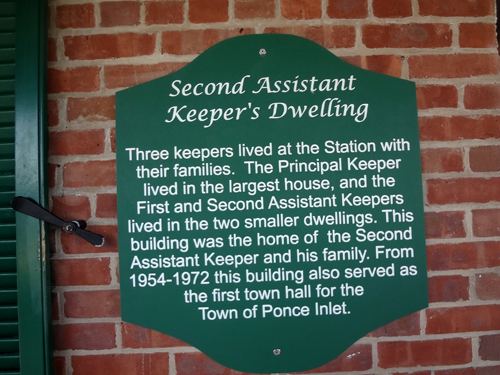 Second Assistant
Keeper's Dwelling
Three keepers lived at the Station with
their families. The Principal Keeper
lived in the largest house, and the
First and Second Assistant Keepers
lived in the two smaller dwellings. This
building was the home of the Second
Assistant Keeper and his family. From
1954-1972 this building also served as
the first town hall for the
Town of Ponce Inlet.